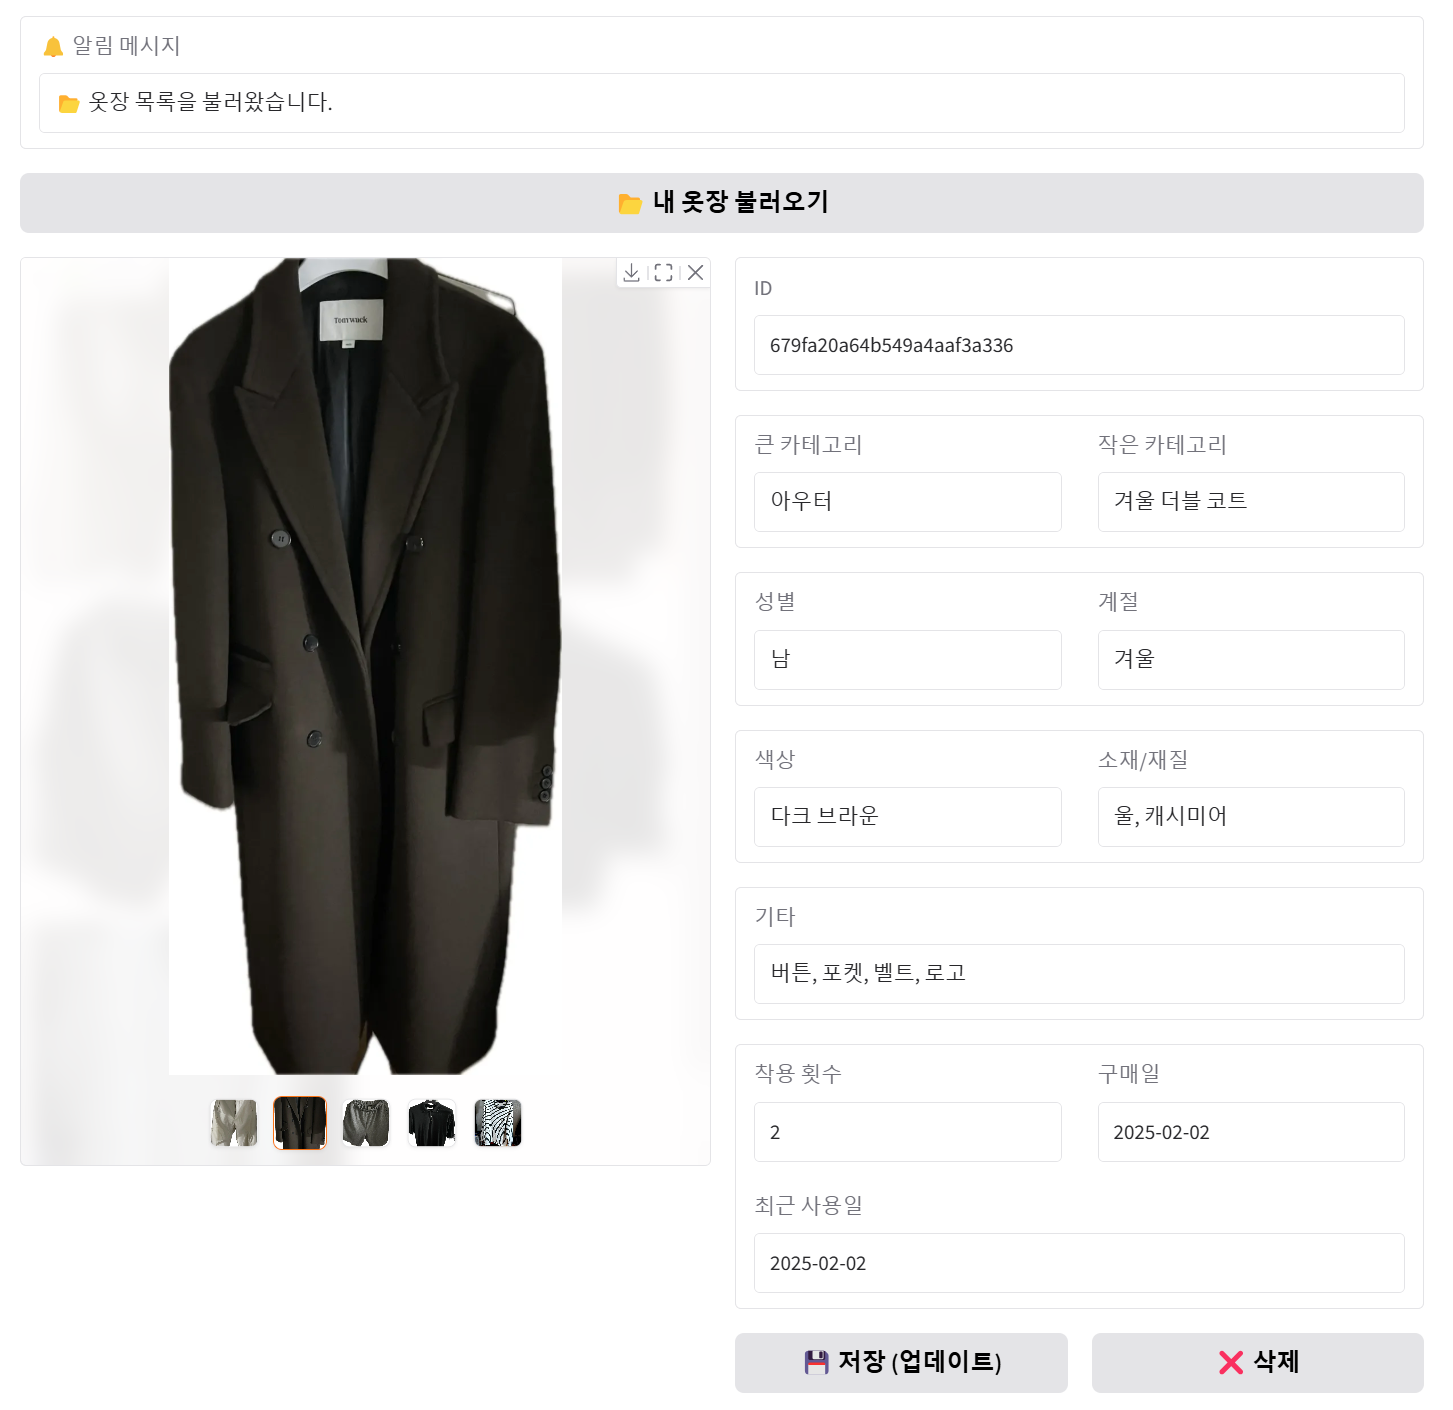 🔔 알림 메시지
📂 옷장 목록을 불러왔습니다.
📂 내 옷장 불러오기
Tonywack
ID
679fa20a64b549a4aaf3a336
큰 카테고리
작은 카테고리
아우터
겨울 더블 코트
성별
계절
남
겨울
색상
소재/재질
다크 브라운
울, 캐시미어
기타
버튼, 포켓, 벨트, 로고
착용 횟수
구매일
2
2025-02-02
최근 사용일
2025-02-02
💾 저장 (업데이트)
❌ 삭제